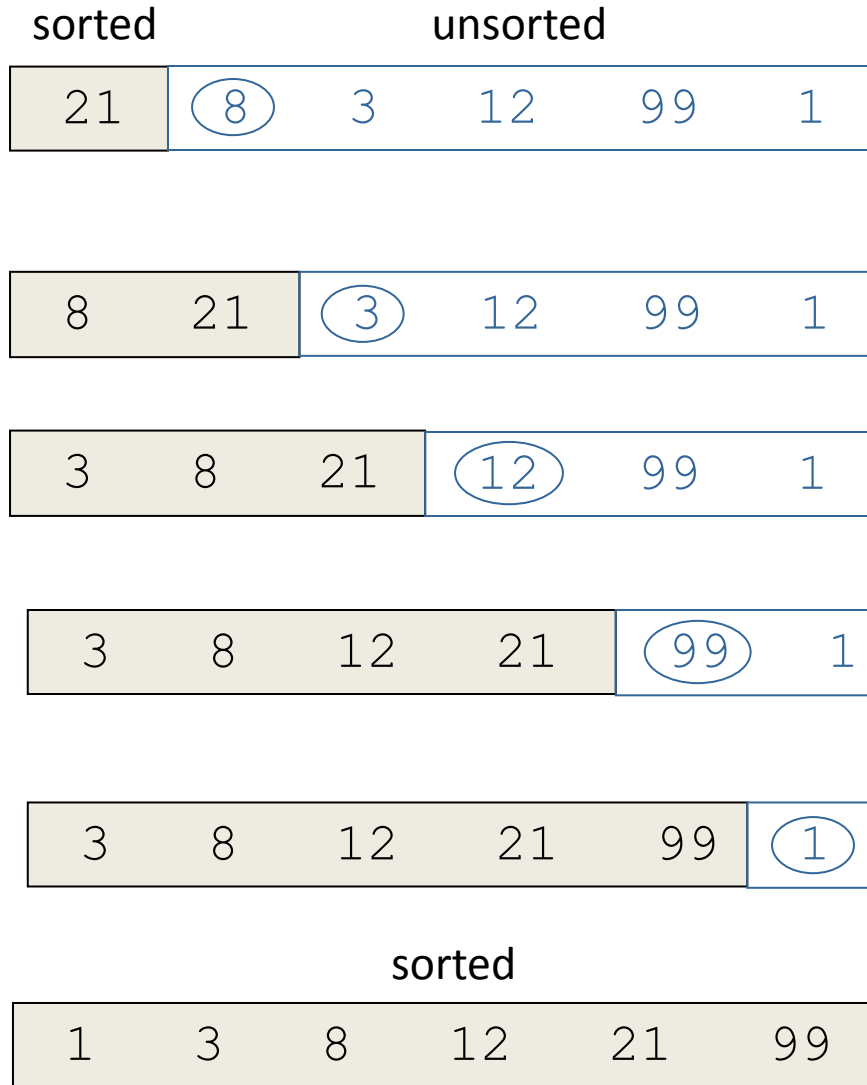 sorted unsorted
21 8 3 12 99 1
8 21 3 12 99 1
3 8 21 12 99 1
3 8 12 21 99 1
3 8 12 21 99 1
sorted
1 3 8 12 21 99